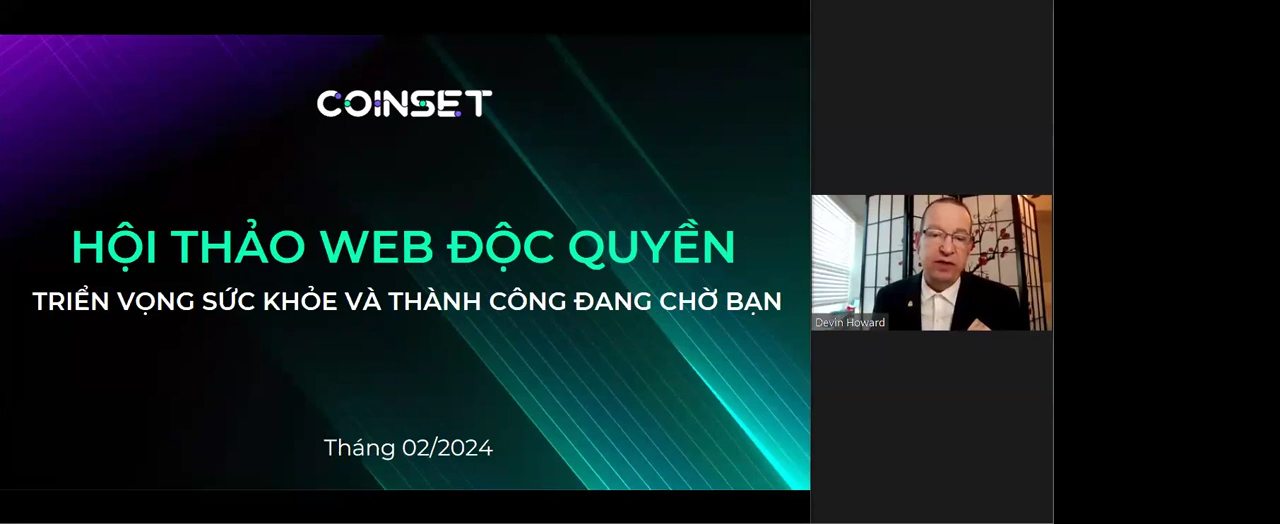 COINSET
HỘI THẢO WEB ĐỘC QUYỀN
TRIỂN VỌNG SỨC KHỎE VÀ THÀNH CÔNG ĐANG CHỜ BẠN
Tháng 02/2024
Devin Howard